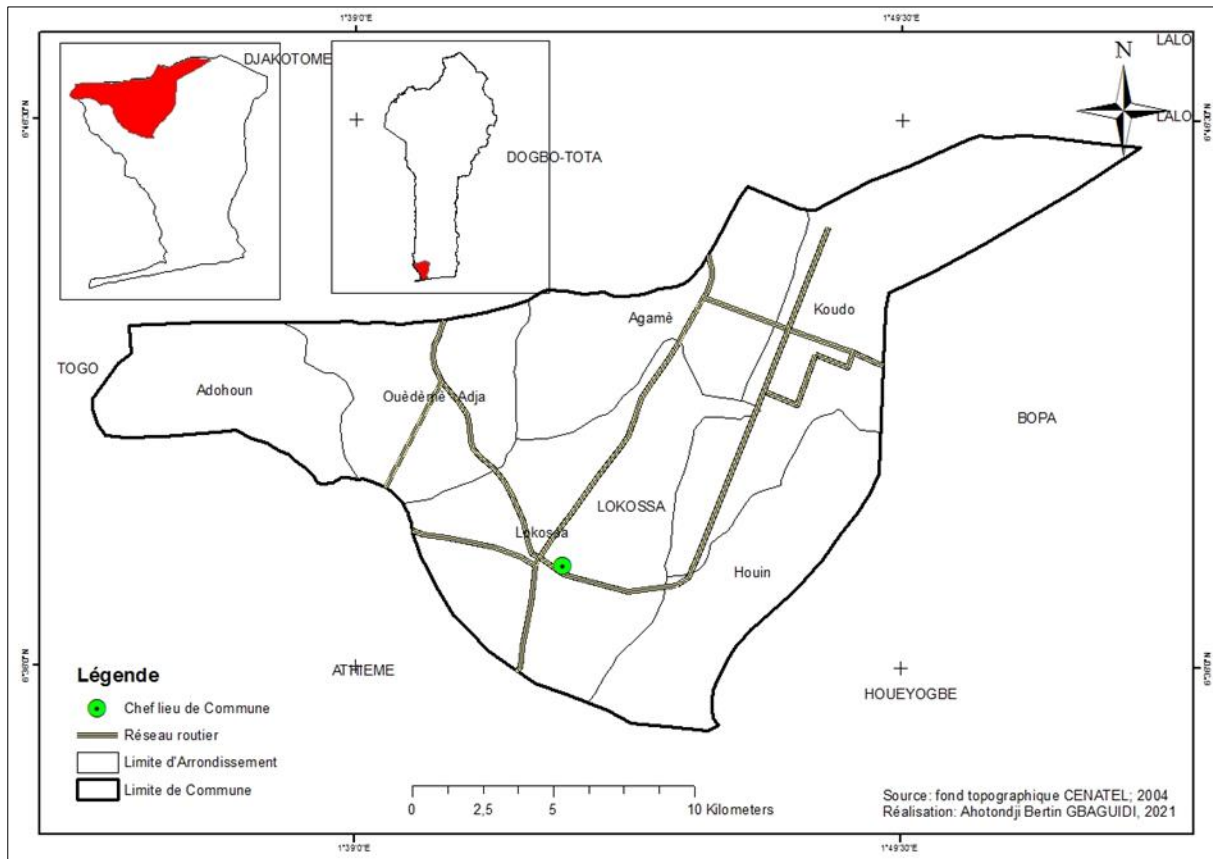 1°39'0"E
1°49'30"E
LALO
DJAKOTOME
N
LALO
DOGBO-TOTA
Agamè
Koudo
TOGO
Adohoun
Ouèdèmè - Adja
BOPA
LOKOSSA
Lokossa
Houin
ATHIEME
HOUEYOGBE
Légende
Chef lieu de Commune
Réseau routier
Limite d'Arrondissement
Limite de Commune
0 2,5 5 10 Kilometers
Source: fond topographique CENATEL; 2004
Réalisation: Ahotondji Bertin GBAGUIDI, 2021
1°39'0"E
1°49'30"E